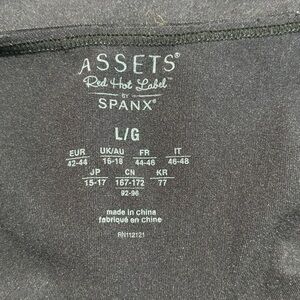 ASSETS®
Red Hot Label™
BY
SPANX®
L/G
EUR UK/AU FR IT
42-44 16-18 44-46 46-48
JP CN KR
15-17 167-172 77
92-96
made in china
fabriqué en chine
RN112121